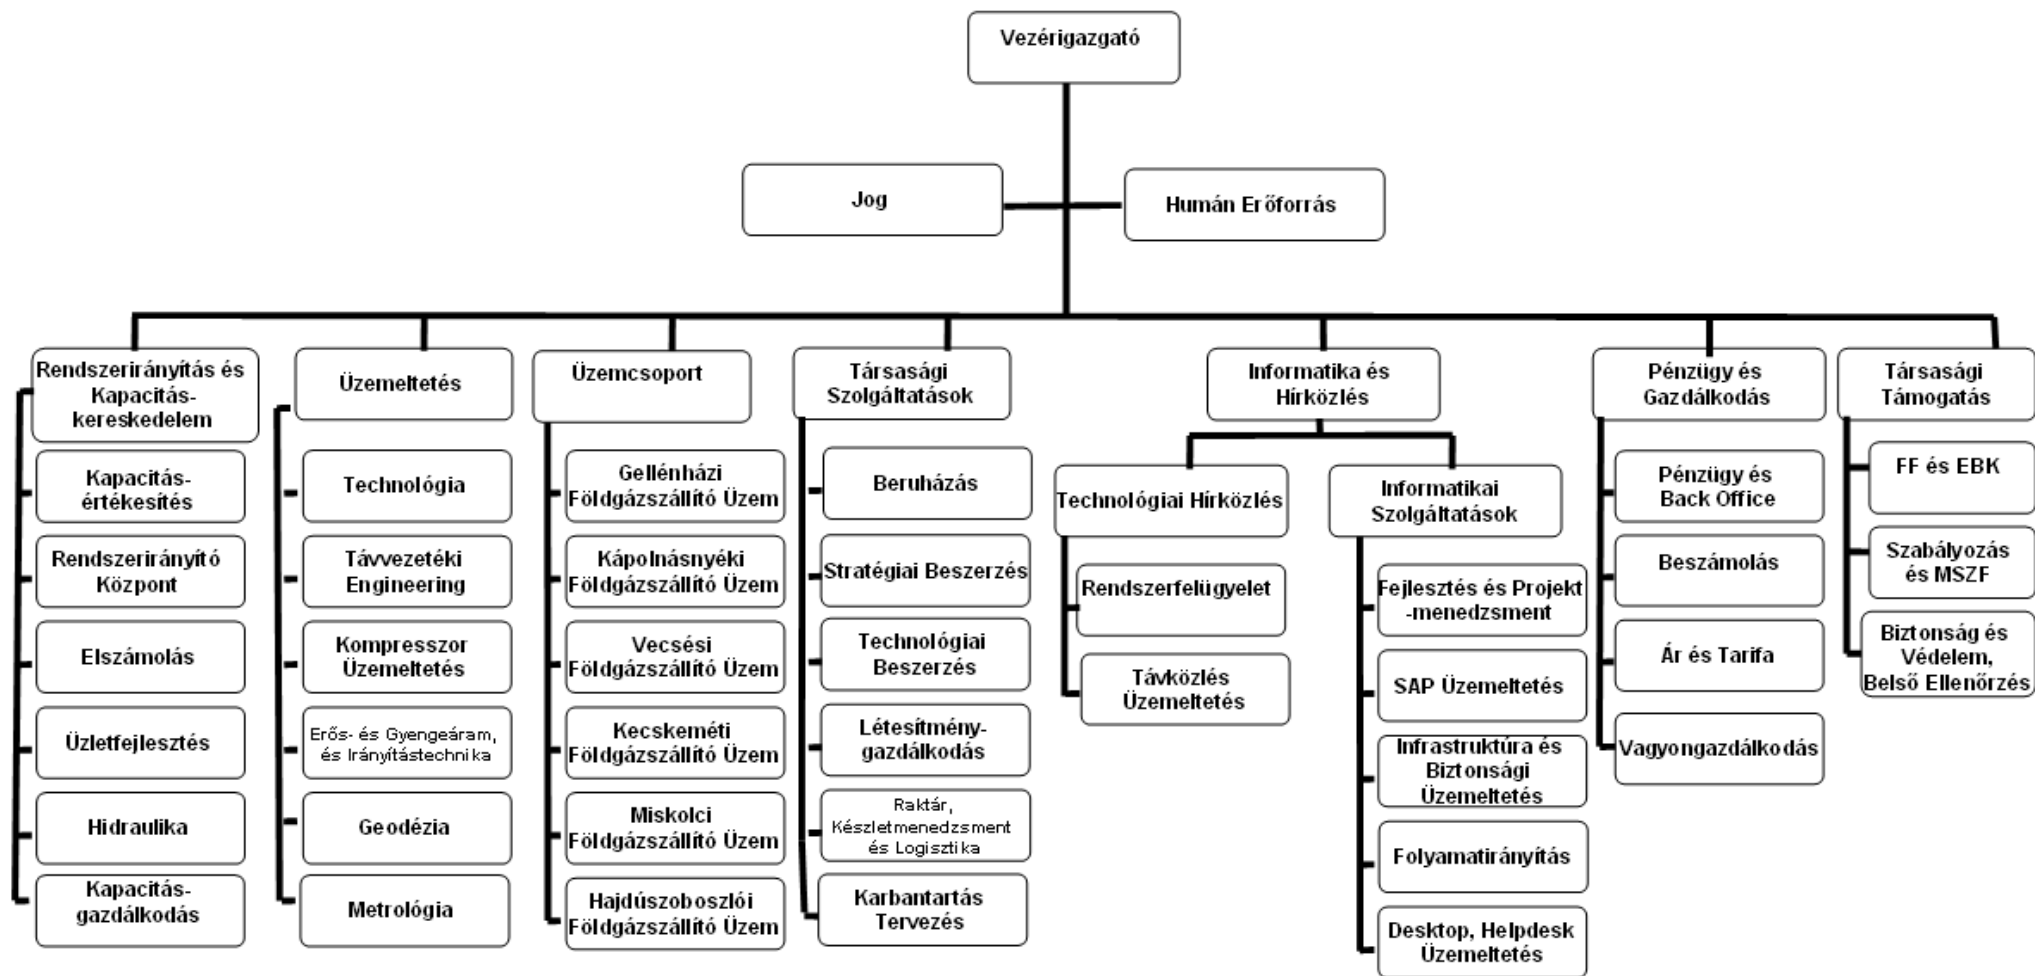 Vezérigazgató
Jog
Humán Erőforrás
Rendszerirányítás és
Kapacitás-
kereskedelem
Kapacitás-
értékesítés
Rendszerirányító
Központ
Elszámolás
Üzletfejlesztés
Hidraulika
Kapacitás-
gazdálkodás
Üzemeltetés
Technológia
Távvezetéki
Engineering
Kompresszor
Üzemeltetés
Erős- és Gyengeáram,
és Irányítástechnika
Geodézia
Metrológia
Üzemcsoport
Gellénházi
Földgázszállító Üzem
Kápolnásnyéki
Földgázszállító Üzem
Vecsési
Földgázszállító Üzem
Kecskeméti
Földgázszállító Üzem
Miskolci
Földgázszállító Üzem
Hajdúszoboszlói
Földgázszállító Üzem
Társasági
Szolgáltatások
Beruházás
Stratégiai Beszerzés
Technológiai
Beszerzés
Létesítmény-
gazdálkodás
Raktár,
Készletmenedzsment
és Logisztika
Karbantartás
Tervezés
Informatika és
Hírközlés
Technológiai Hírközlés
Rendszerfelügyelet
Távközlés
Üzemeltetés
Informatikai
Szolgáltatások
Fejlesztés és Projekt
-menedzsment
SAP Üzemeltetés
Infrastruktúra és
Biztonsági
Üzemeltetés
Folyamatirányítás
Desktop, Helpdesk
Üzemeltetés
Pénzügy és
Gazdálkodás
Pénzügy és
Back Office
Beszámolás
Ár és Tarifa
Vagyongazdálkodás
Társasági
Támogatás
FF és EBK
Szabályozás
és MSZF
Biztonság és
Védelem,
Belső Ellenőrzés